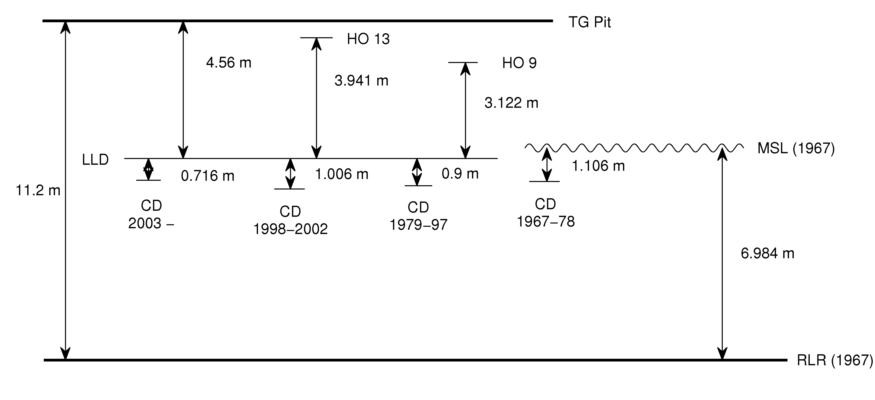 TG Pit
HO 13
4.56 m
HO 9
3.941 m
3.122 m
LLD
MSL (1967)
0.716 m
1.006 m
0.9 m
1.106 m
11.2 m
CD
2003 –
CD
1998–2002
CD
1979–97
CD
1967–78
6.984 m
RLR (1967)